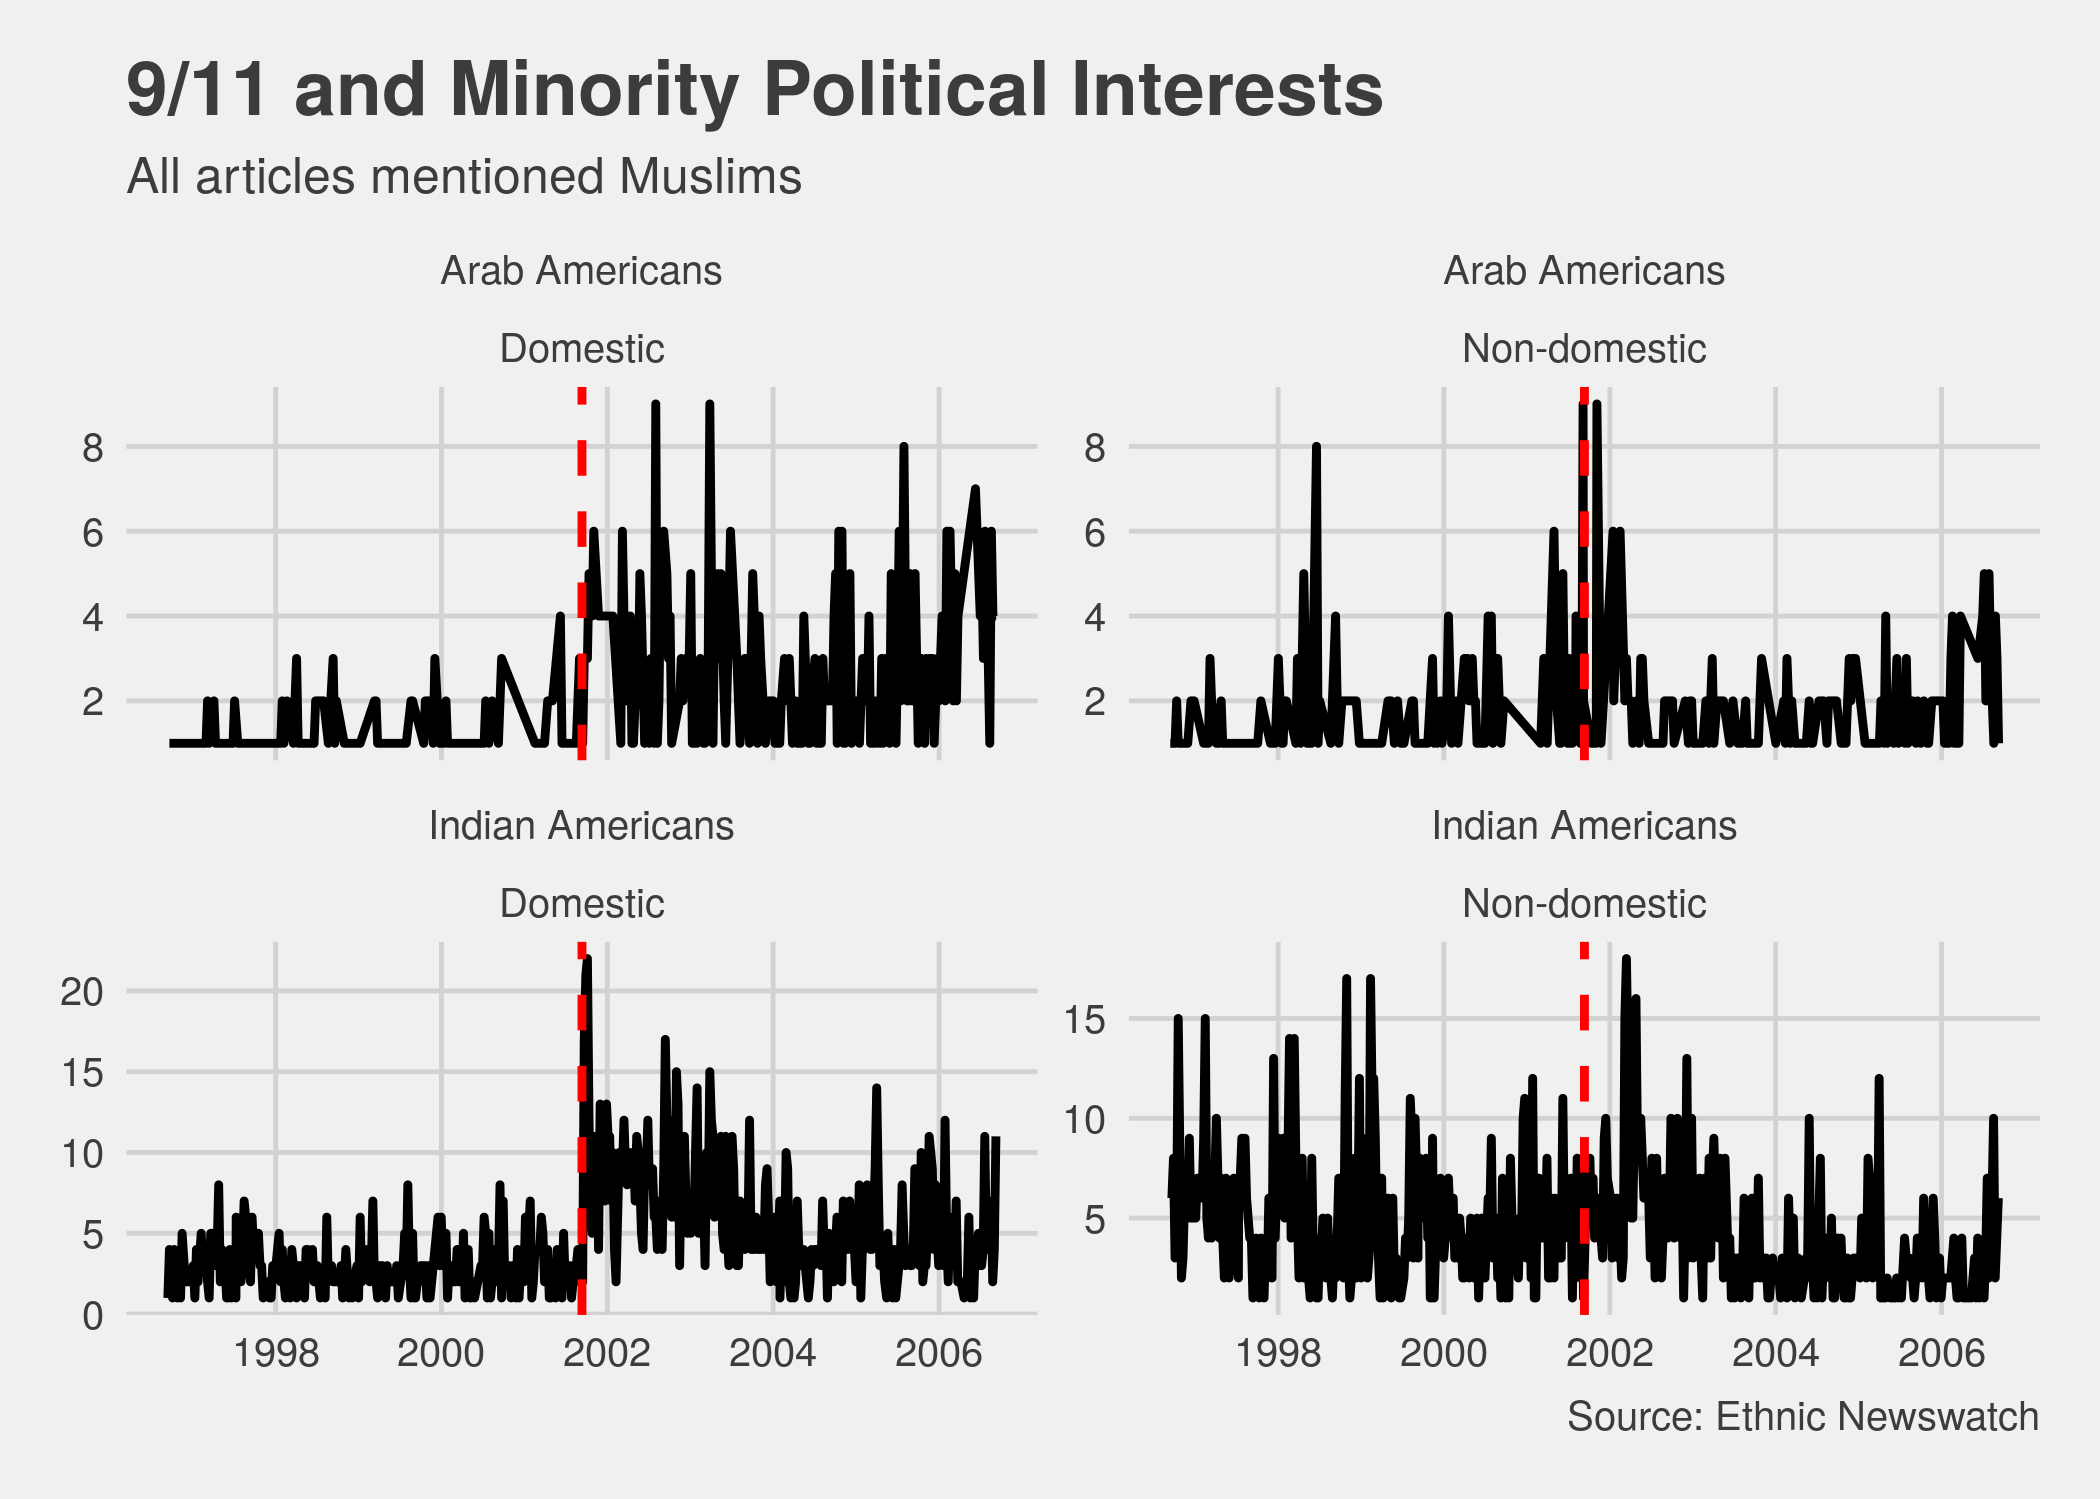 9/11 and Minority Political Interests
All articles mentioned Muslims
Arab Americans
Domestic
8
6
4
2
Arab Americans
Non-domestic
8
6
4
2
Indian Americans
Domestic
20
15
10
5
0
1998 2000 2002 2004 2006
Indian Americans
Non-domestic
15
10
5
1998 2000 2002 2004 2006
Source: Ethnic Newswatch